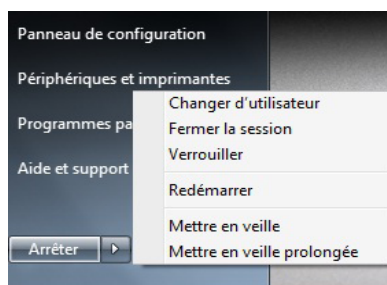 Panneau de configuration
Périphériques et imprimantes
Programmes pa
Aide et support
Arrêter
Changer d'utilisateur
Fermer la session
Verrouiller
Redémarrer
Mettre en veille
Mettre en veille prolongée